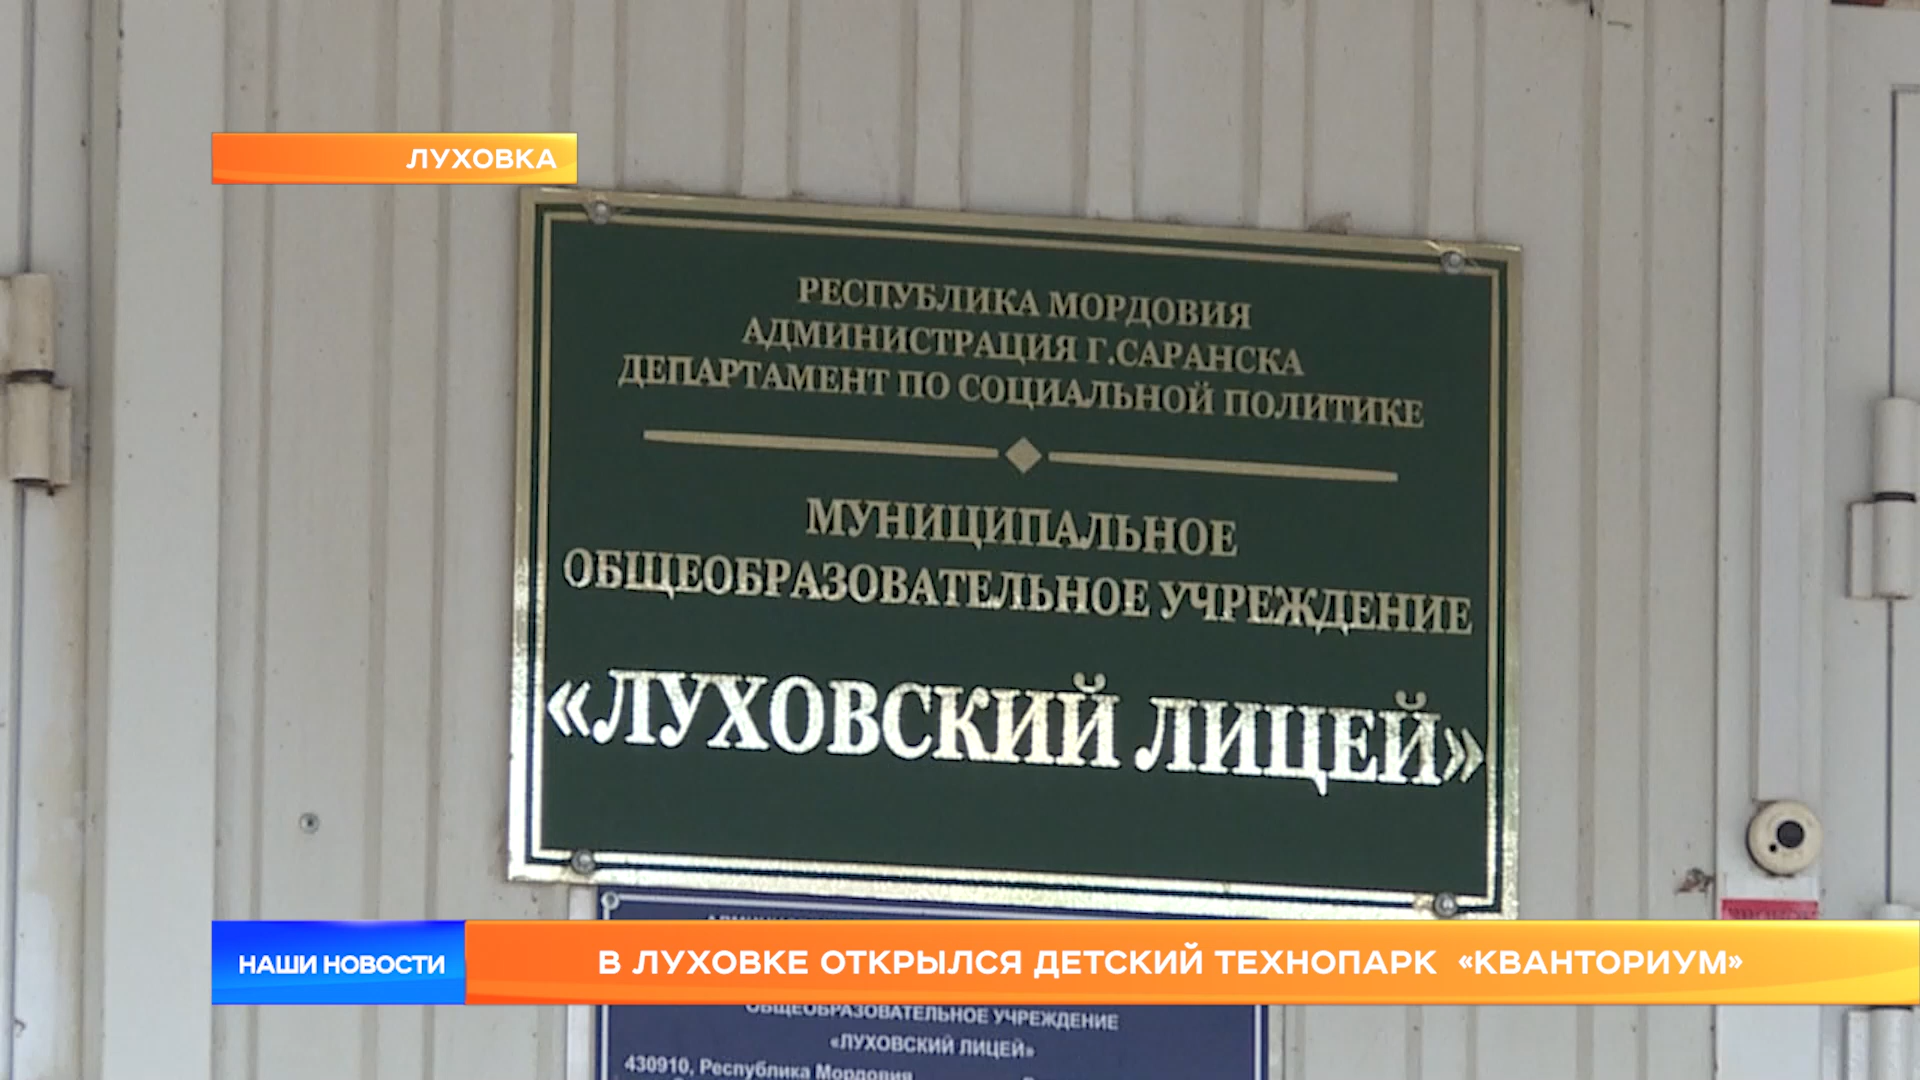 ЛУХОВКА
РЕСПУБЛИКА МОРДОВИЯ
АДМИНИСТРАЦИЯ Г.САРАНСКА
ДЕПАРТАМЕНТ ПО СОЦИАЛЬНОЙ ПОЛИТИКЕ
МУНИЦИПАЛЬНОЕ
ОБЩЕОБРАЗОВАТЕЛЬНОЕ УЧРЕЖДЕНИЕ
«ЛУХОВСКИЙ ЛИЦЕЙ»
НАШИ НОВОСТИ
В ЛУХОВКЕ ОТКРЫЛСЯ ДЕТСКИЙ ТЕХНОПАРК «КВАНТОРИУМ»
ОБЩЕОБРАЗОВАТЕЛЬНОЕ УЧРЕЖДЕНИЕ
«ЛУХОВСКИЙ ЛИЦЕЙ»
430910, Республика Мордовия